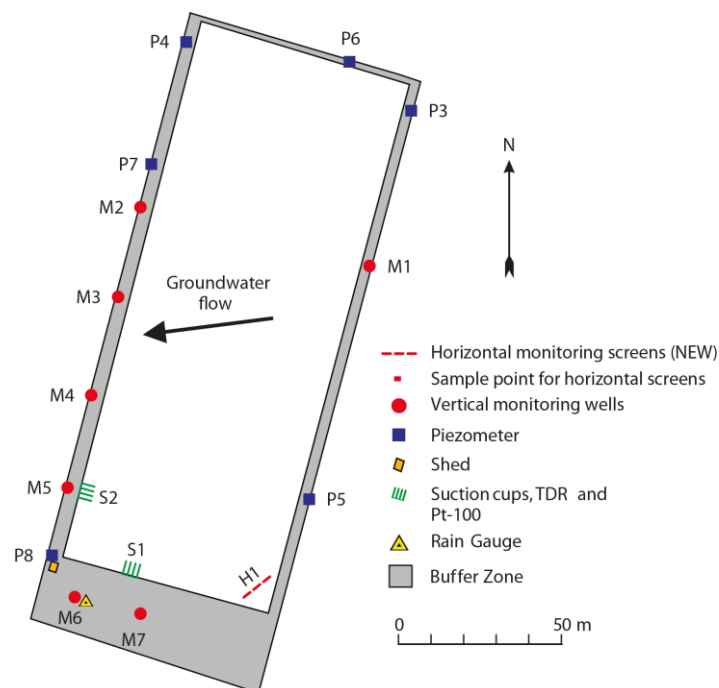 P4
P6
P3
N
P7
M2
M1
Groundwater
flow
M3
Horizontal monitoring screens (NEW)
Sample point for horizontal screens
M4
Vertical monitoring wells
Piezometer
Shed
M5
S2
P5
Suction cups, TDR and
Pt-100
S1
Rain Gauge
P8
H1
Buffer Zone
M6
M7
0
50 m